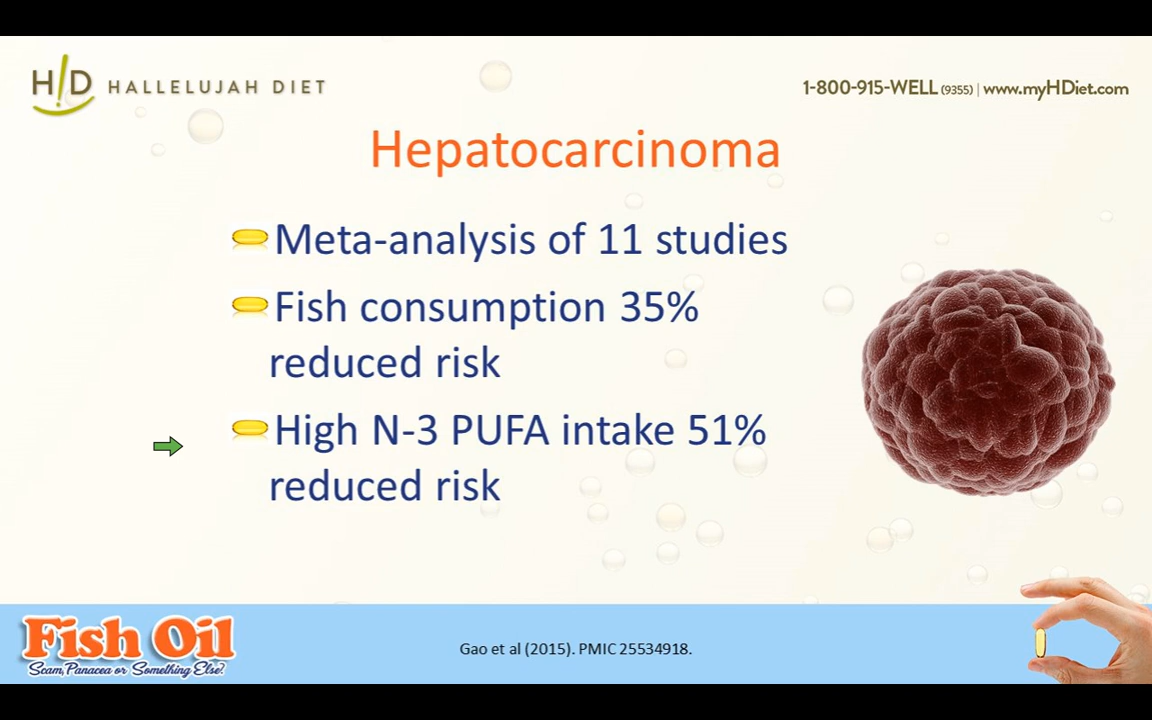 H!D HALLELUJAH DIET
1-800-915-WELL (9355) | www.myHDiet.com
Hepatocarcinoma
Meta-analysis of 11 studies
Fish consumption 35%
reduced risk
High N-3 PUFA intake 51%
reduced risk
Fish Oil
Scam, Panacea or Something Else?
Gao et al (2015). PMIC 25534918.